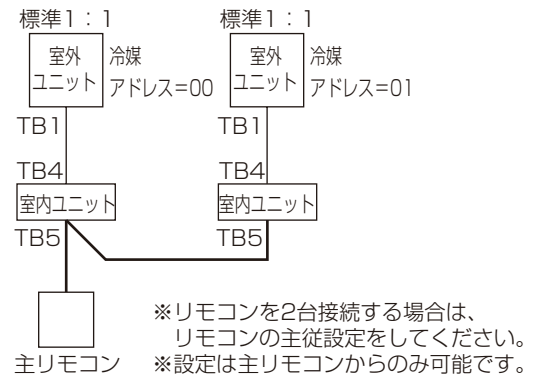 標準1:1
室外
ユニット
冷媒
アドレス=00
TB1
TB4
室内ユニット
TB5
標準1:1
室外
ユニット
冷媒
アドレス=01
TB1
TB4
室内ユニット
TB5
主リモコン
※リモコンを2台接続する場合は、
リモコンの主従設定をしてください。
※設定は主リモコンからのみ可能です。